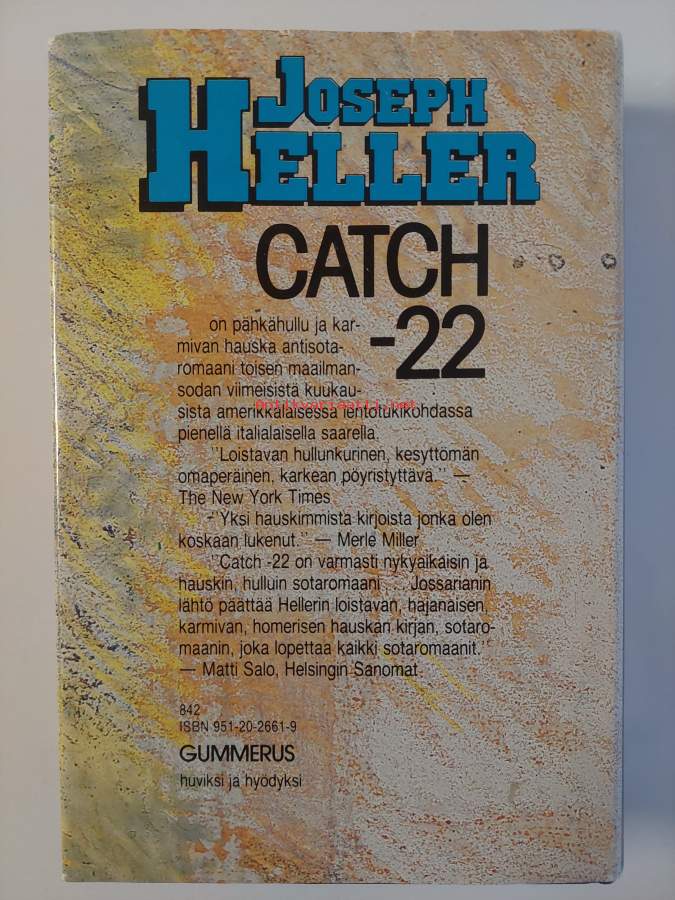 JOSEPH
HELLER
CATCH
-22
on pähkähullu ja kar-
mivan hauska antisota-
romaani toisen maailman-
sodan viimeisistä kuukau-
sista amerikkalaisessa lentotukikohdassa
pienellä italialaisella saarella.
"Loistavan hullunkurinen, kesyttömän
omaperäinen, karkean pöyristyttävä." —
The New York Times
"Yksi hauskimmista kirjoista jonka olen
koskaan lukenut." — Merle Miller
"Catch -22 on varmasti nykyaikaisin ja
hauskin, hulluin sotaromaani ... Jossarianin
lähtö päättää Hellerin loistavan, hajanaisen,
karmivan, homerisen hauskan kirjan, sotaro-
maanin, joka lopettaa kaikki sotaromaanit."
— Matti Salo, Helsingin Sanomat
842
ISBN 951-20-2661-9
GUMMERUS
huviksi ja hyödyksi